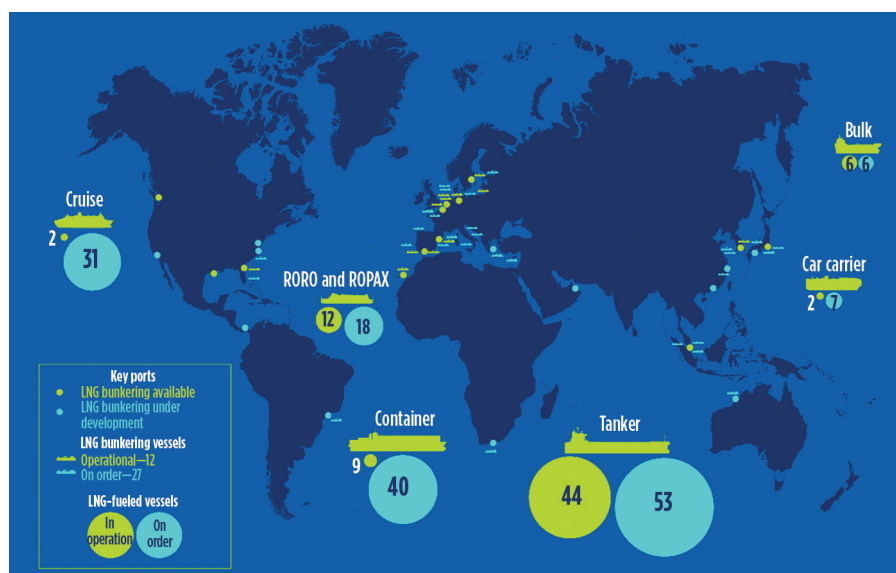 Bulk
6 6
Cruise
2
31
Car carrier
2 7
RORO and ROPAX
12 18
Key ports
LNG bunkering available
LNG bunkering under
development
LNG bunkering vessels
Operational—12
On order—27
LNG-fueled vessels
In
operation
On
order
Container
9
40
Tanker
44
53